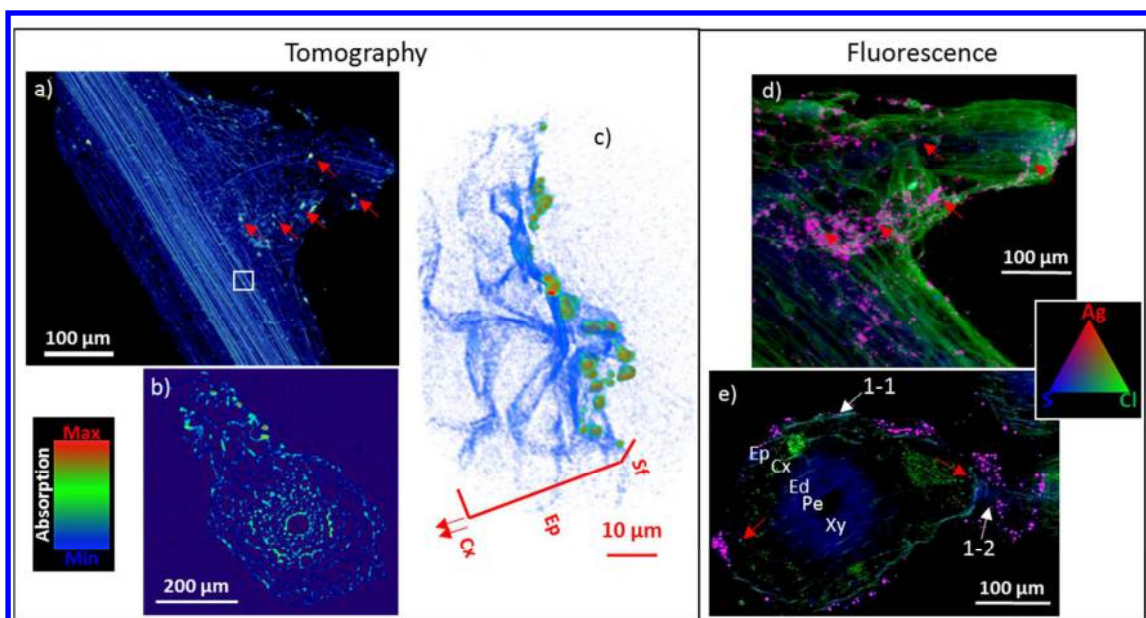 Tomography
Fluorescence
a)
100 µm
b)
200 µm
Absorption
Max
Min
c)
Sf
Ep
Cx
10 µm
d)
100 µm
Ag
S
Cl
e)
1-1
Ep
Cx
Ed
Pe
Xy
1-2
100 µm